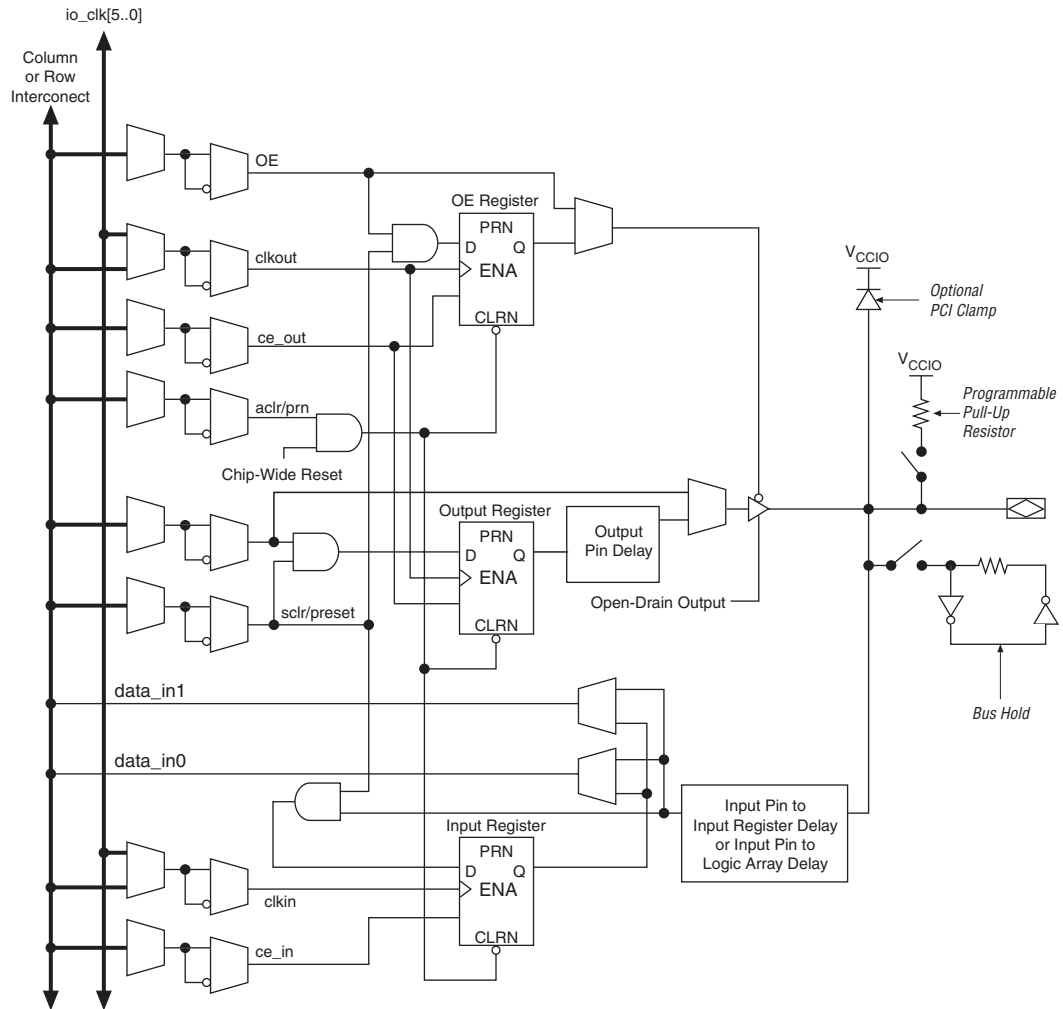 io_clk[5..0]
Column
or Row
Interconect
OE
OE Register
PRN
D
Q
ENA
CLRN
clkout
ce_out
aclr/prn
Chip-Wide Reset
VCCIO
Optional
PCI Clamp
VCCIO
Programmable
Pull-Up
Resistor
Output Register
PRN
D
Q
ENA
CLRN
Output
Pin Delay
Open-Drain Output
sclr/preset
Bus Hold
data_in1
data_in0
Input Pin to
Input Register Delay
or Input Pin to
Logic Array Delay
Input Register
PRN
D
Q
ENA
CLRN
clkin
ce_in